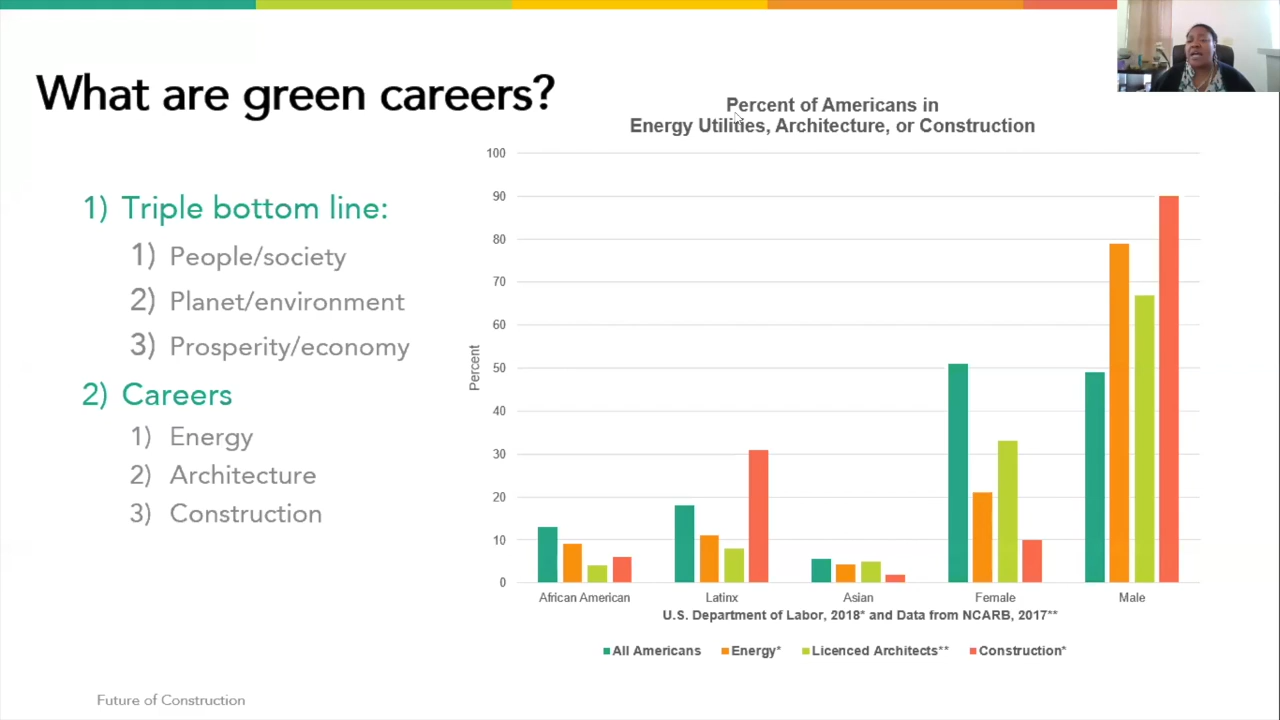 What are green careers?
1) Triple bottom line:
1) People/society
2) Planet/environment
3) Prosperity/economy
2) Careers
1) Energy
2) Architecture
3) Construction
Percent of Americans in
Energy Utilities, Architecture, or Construction
Percent
100
90
80
70
60
50
40
30
20
10
0
African American Latinx Asian Female Male
U.S. Department of Labor, 2018* and Data from NCARB, 2017**
All Americans Energy* Licenced Architects** Construction*
Future of Construction